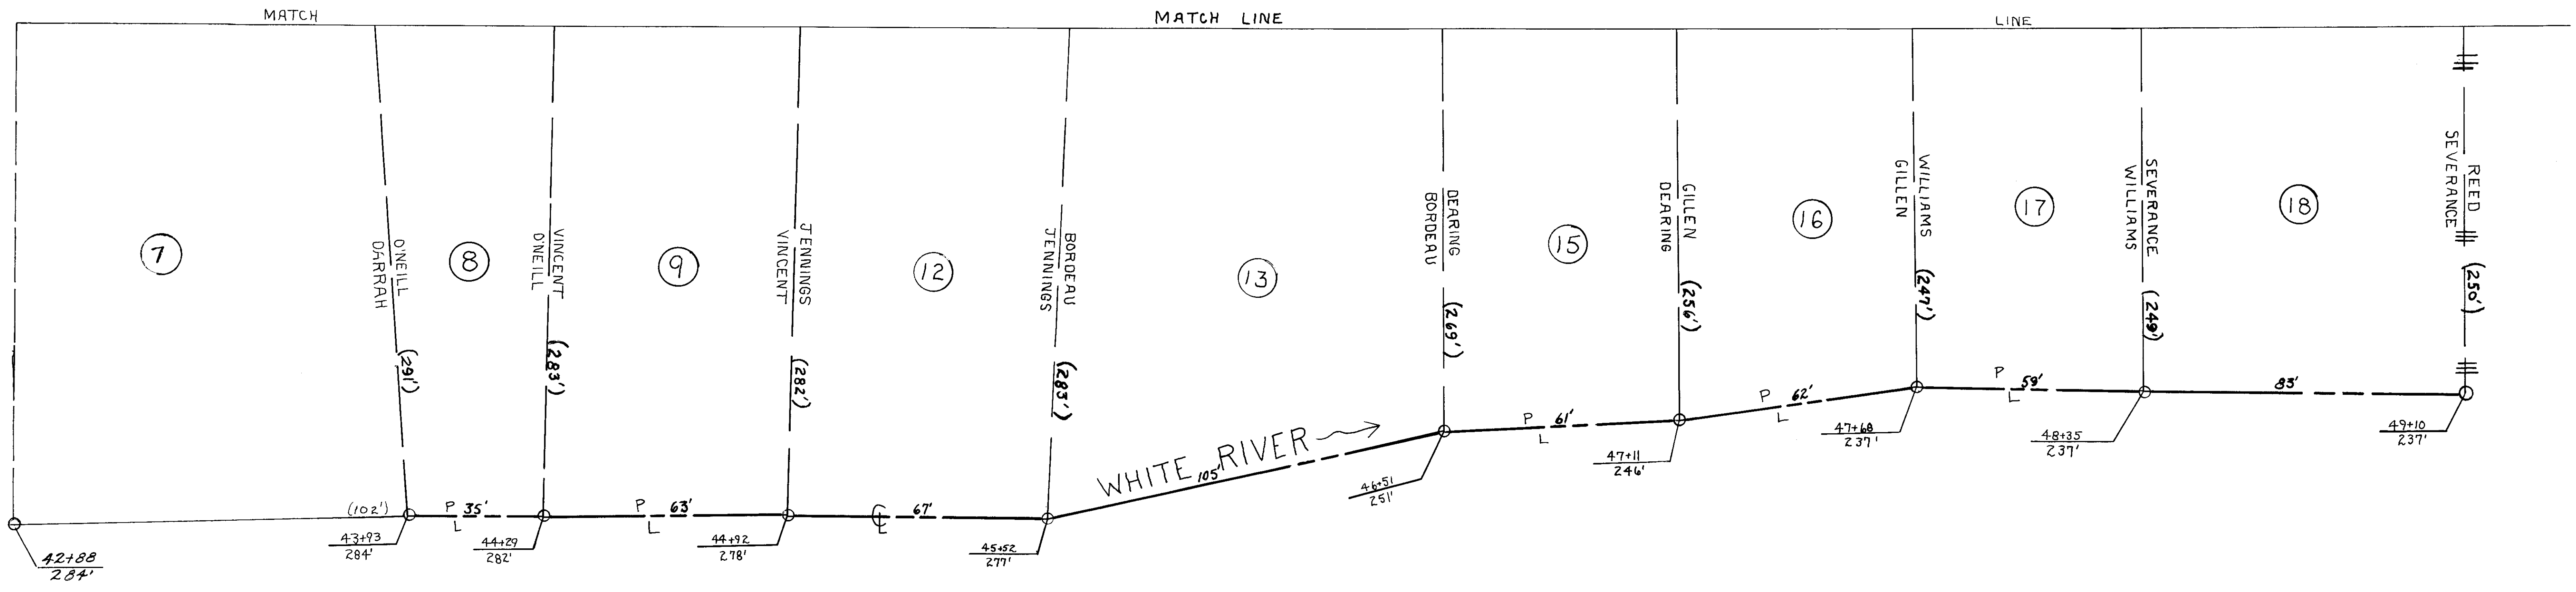 MATCH
MATCH LINE
LINE
7
8
9
12
13
15
16
17
18
O'NEILL
DARRAH
(291')
VINCENT
O'NEILL
(283')
JENNINGS
VINCENT
(282')
BORDEAU
JENNINGS
(283')
DEARING
BORDEAU
(269')
GILLEN
DEARING
(256')
WILLIAMS
GILLEN
(247')
SEVERANCE
WILLIAMS
(249')
REED
SEVERANCE
(250')
WHITE RIVER
(102')
P L 35'
P L 63'
CL 67'
105'
P L 61'
P L 62'
P L 59'
83'
42+88
284'
43+93
284'
44+29
282'
44+92
278'
45+52
277'
46+51
251'
47+11
246'
47+68
237'
48+35
237'
49+10
237'